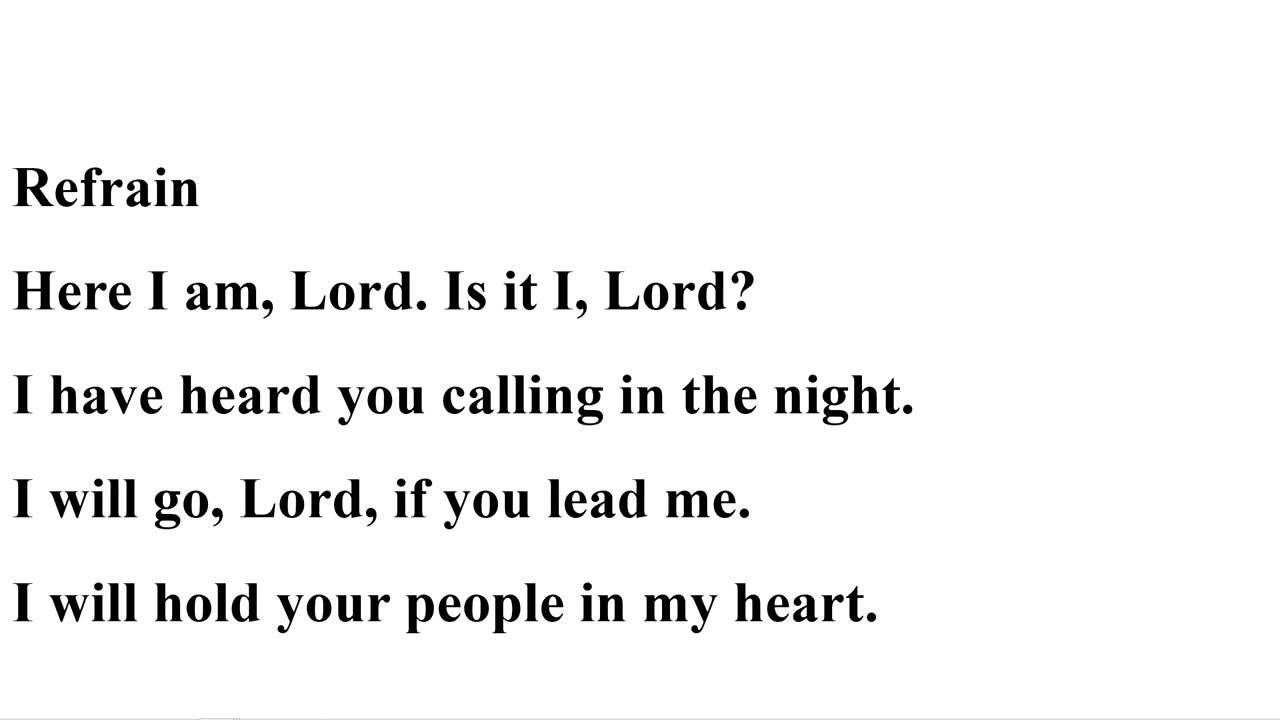 Refrain
Here I am, Lord. Is it I, Lord?
I have heard you calling in the night.
I will go, Lord, if you lead me.
I will hold your people in my heart.